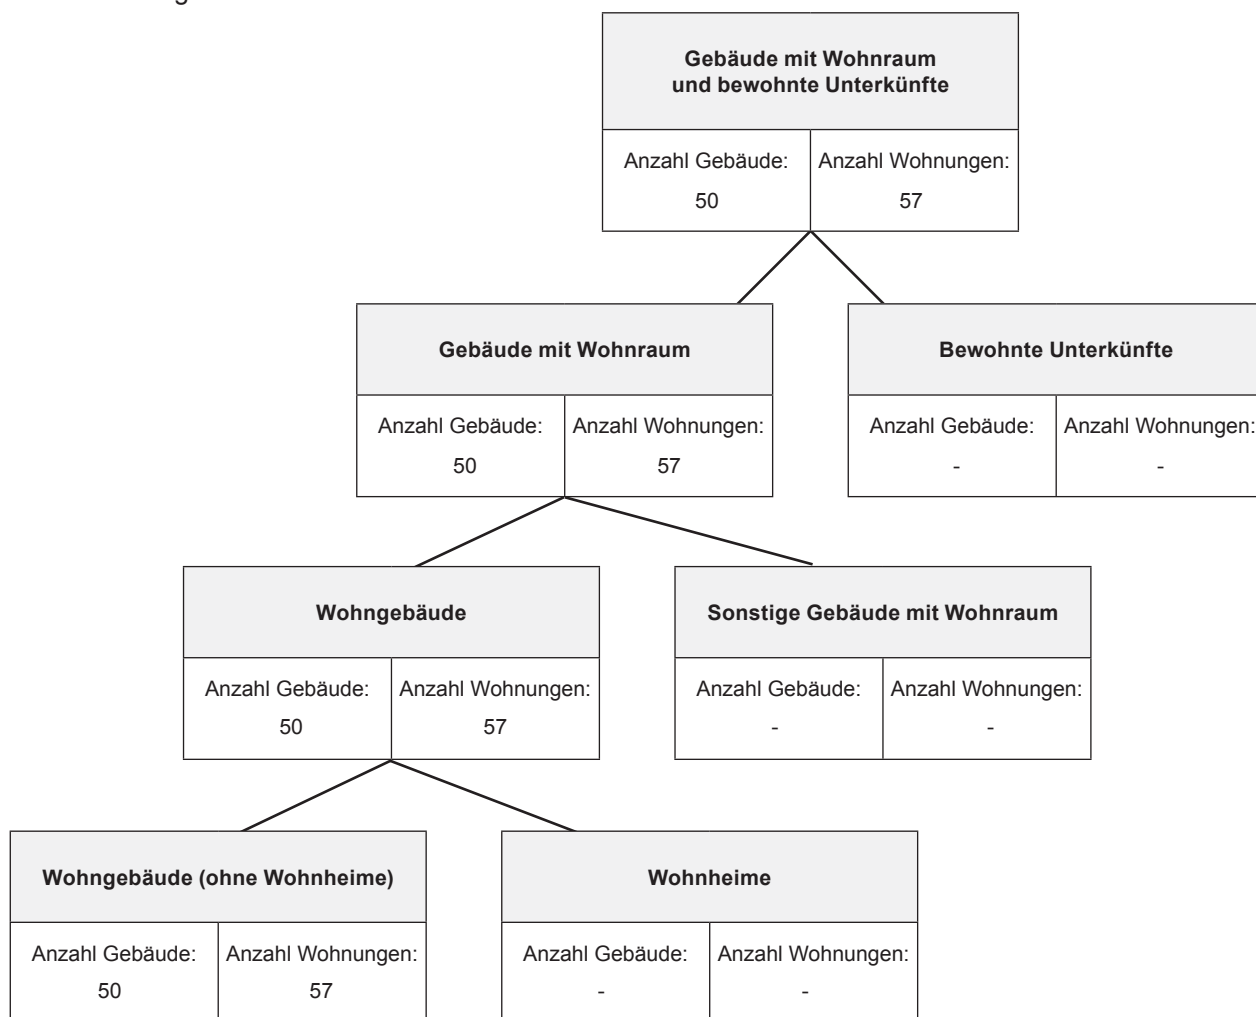 Gebäude mit Wohnraum
und bewohnte Unterkünfte
Anzahl Gebäude:
50
Anzahl Wohnungen:
57
Gebäude mit Wohnraum
Anzahl Gebäude:
50
Anzahl Wohnungen:
57
Bewohnte Unterkünfte
Anzahl Gebäude:
-
Anzahl Wohnungen:
-
Wohngebäude
Anzahl Gebäude:
50
Anzahl Wohnungen:
57
Sonstige Gebäude mit Wohnraum
Anzahl Gebäude:
-
Anzahl Wohnungen:
-
Wohngebäude (ohne Wohnheime)
Anzahl Gebäude:
50
Anzahl Wohnungen:
57
Wohnheime
Anzahl Gebäude:
-
Anzahl Wohnungen:
-